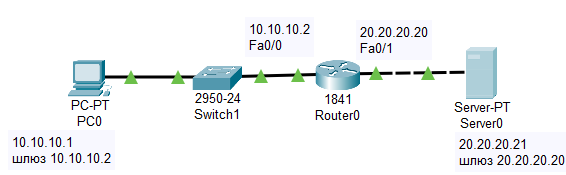 10.10.10.2
Fa0/0
20.20.20.20
Fa0/1
PC-PT
PC0
2950-24
Switch1
1841
Router0
Server-PT
Server0
10.10.10.1
шлюз 10.10.10.2
20.20.20.21
шлюз 20.20.20.20